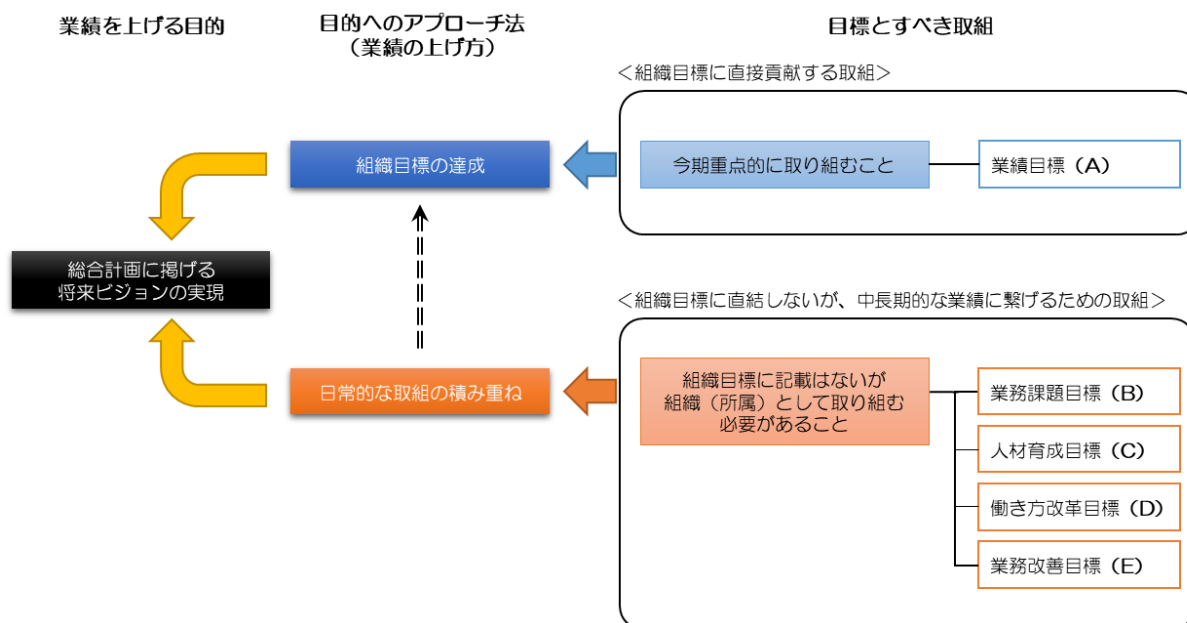 業績を上げる目的
目的へのアプローチ法
（業績の上げ方）
目標とすべき取組
＜組織目標に直接貢献する取組＞
組織目標の達成
今期重点的に取り組むこと
業績目標（A）
総合計画に掲げる
将来ビジョンの実現
＜組織目標に直結しないが、中長期的な業績に繋げるための取組＞
日常的な取組の積み重ね
組織目標に記載はないが
組織（所属）として取り組む
必要があること
業務課題目標（B）
人材育成目標（C）
働き方改革目標（D）
業務改善目標（E）